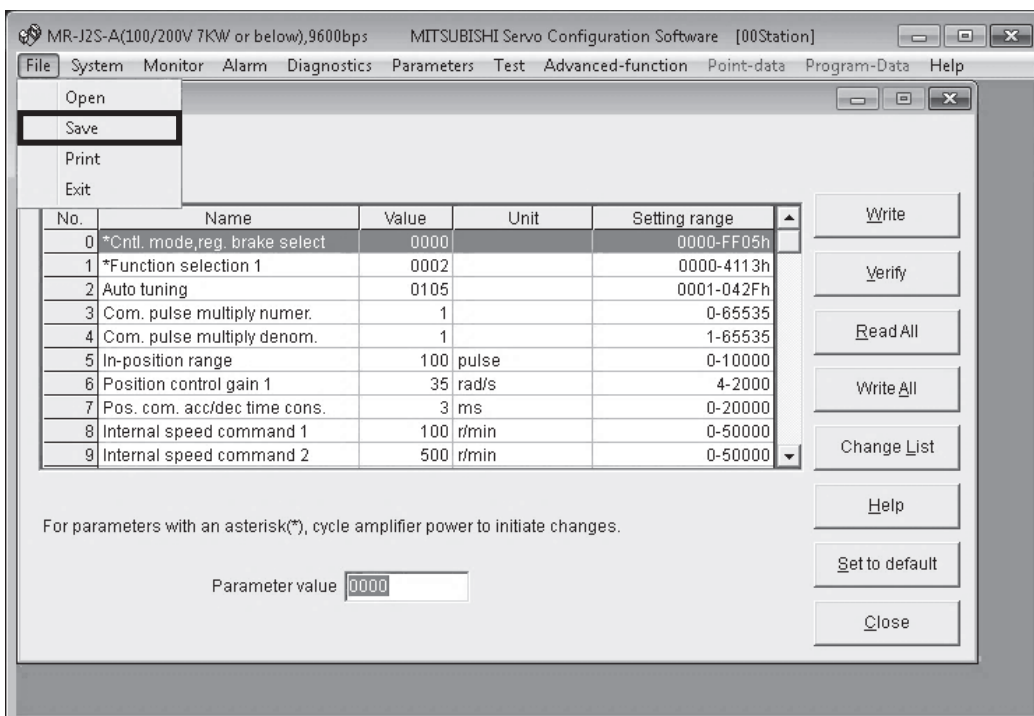 MR-J2S-A(100/200V 7KW or below),9600bps MITSUBISHI Servo Configuration Software [00Station]
File System Monitor Alarm Diagnostics Parameters Test Advanced-function Point-data Program-Data Help
Open
Save
Print
Exit
No. Name Value Unit Setting range
0 *Cntl. mode,reg. brake select 0000 0000-FF05h
1 *Function selection 1 0002 0000-4113h
2 Auto tuning 0105 0001-042Fh
3 Com. pulse multiply numer. 1 0-65535
4 Com. pulse multiply denom. 1 1-65535
5 In-position range 100 pulse 0-10000
6 Position control gain 1 35 rad/s 4-2000
7 Pos. com. acc/dec time cons. 3 ms 0-20000
8 Internal speed command 1 100 r/min 0-50000
9 Internal speed command 2 500 r/min 0-50000
Write
Verify
Read All
Write All
Change List
Help
Set to default
Close
For parameters with an asterisk(*), cycle amplifier power to initiate changes.
Parameter value 0000